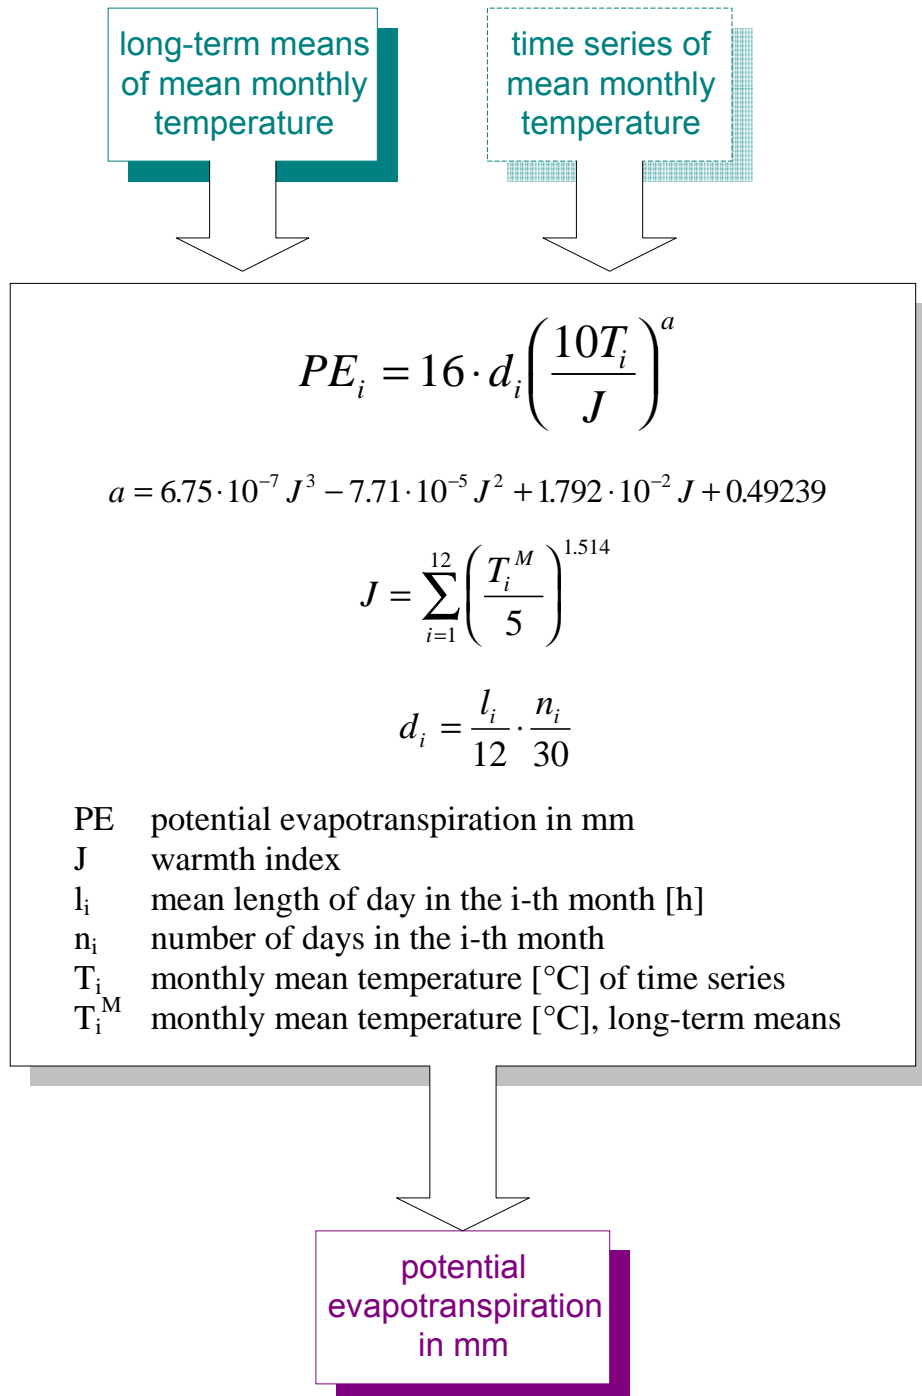 long-term means
of mean monthly
temperature
time series of
mean monthly
temperature
PE_i = 16 · d_i (10T_i / J)^a
a = 6.75 · 10^−7 J^3 − 7.71 · 10^−5 J^2 + 1.792 · 10^−2 J + 0.49239
J = ∑_{i=1}^{12} (T_i^M / 5)^1.514
d_i = l_i / 12 · n_i / 30
PE potential evapotranspiration in mm
J warmth index
l_i mean length of day in the i-th month [h]
n_i number of days in the i-th month
T_i monthly mean temperature [°C] of time series
T_i^M monthly mean temperature [°C], long-term means
potential
evapotranspiration
in mm